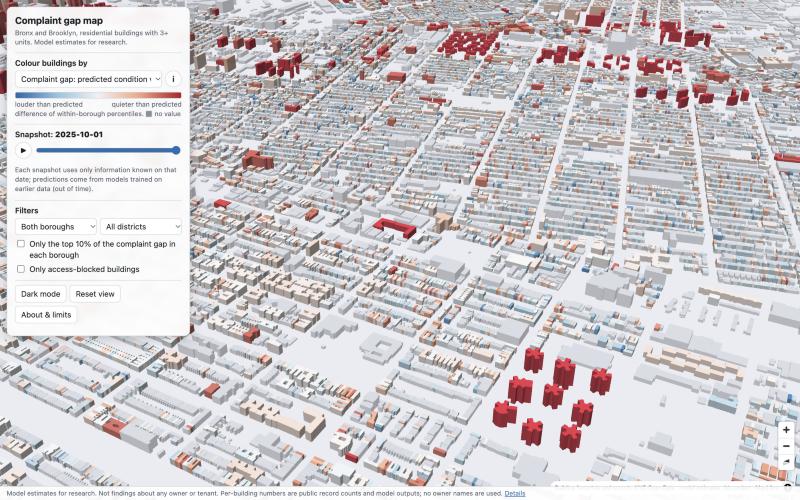 Complaint gap map
Bronx and Brooklyn, residential buildings with 3+
units. Model estimates for research.
Colour buildings by
Complaint gap: predicted condition
i
louder than predicted
quieter than predicted
difference of within-borough percentiles.
no value
Snapshot: 2025-10-01
Each snapshot uses only information known on that
date; predictions come from models trained on
earlier data (out of time).
Filters
Both boroughs
All districts
Only the top 10% of the complaint gap in
each borough
Only access-blocked buildings
Dark mode
Reset view
About & limits
+
−
Model estimates for research. Not findings about any owner or tenant. Per-building numbers are public record counts and model outputs; no owner names are used. Details